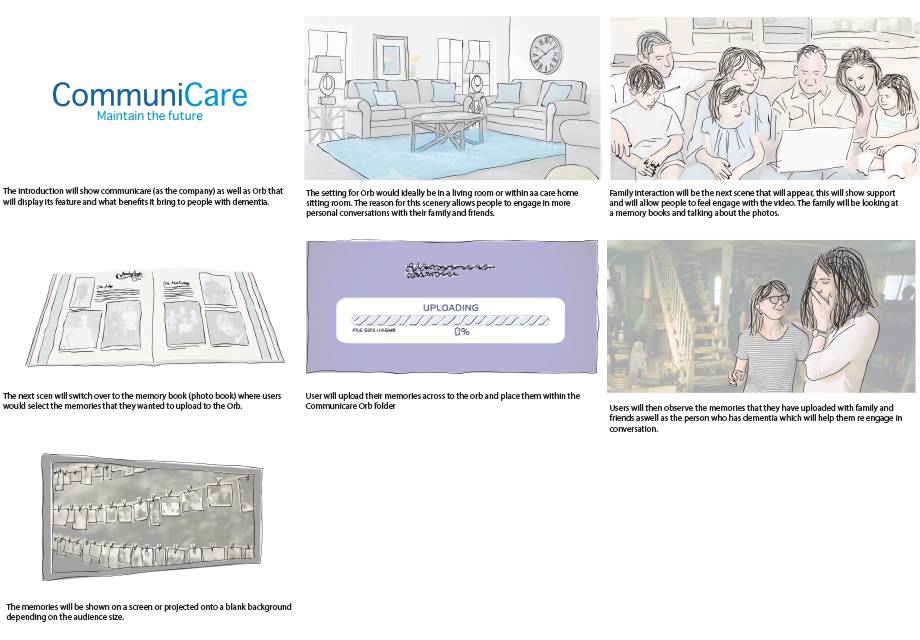 CommuniCare
Maintain the future
The introduction will show communicare (as the company) as well as Orb that
will display its feature and what benefits it bring to people with dementia.
The setting for Orb would ideally be in a living room or within aa care home
sitting room. The reason for this scenery allows people to engage in more
personal conversations with their family and friends.
Family interaction will be the next scene that will appear, this will show support
and will allow people to feel engage with the video. The family will be looking at
a memory books and talking about the photos.
The next scen will switch over to the memory book (photo book) where users
would select the memories that they wanted to upload to the Orb.
UPLOADING
FILE SIZE
0%
User will upload their memories across to the orb and place them within the
Communicare Orb folder
Users will then observe the memories that they have uploaded with family and
friends aswell as the person who has dementia which will help them re engage in
conversation.
The memories will be shown on a screen or projected onto a blank background
depending on the audience size.